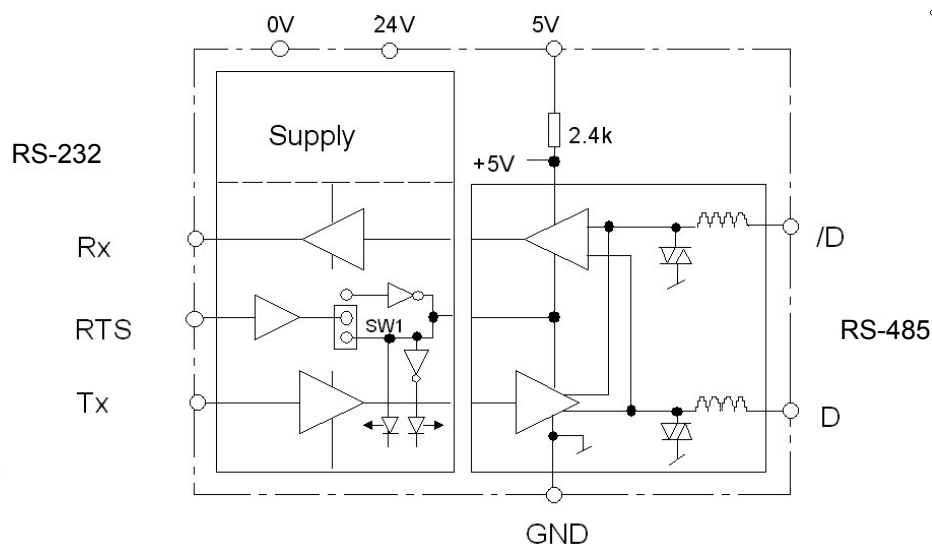 0V 24V 5V
2.4k
Supply
+5V
RS-232
Rx
/D
RTS
SW1
RS-485
Tx
D
GND